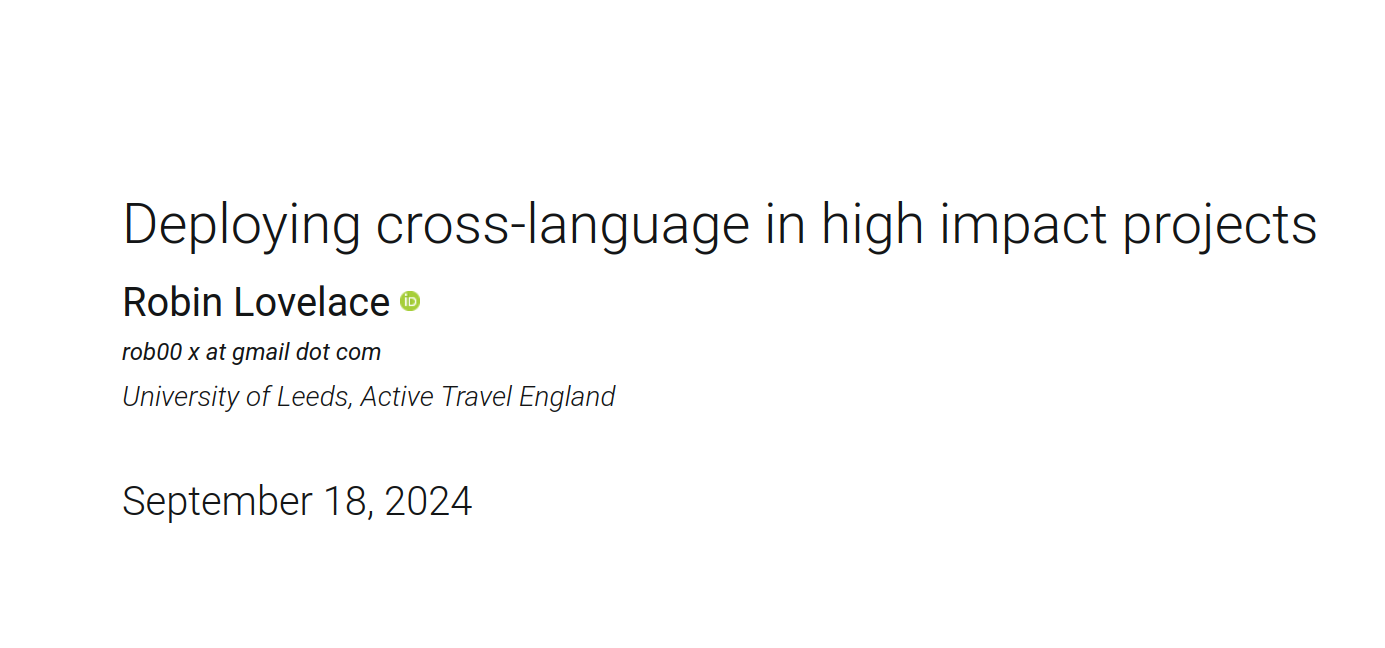 Deploying cross-language in high impact projects
Robin Lovelace iD
rob00 x at gmail dot com
University of Leeds, Active Travel England
September 18, 2024